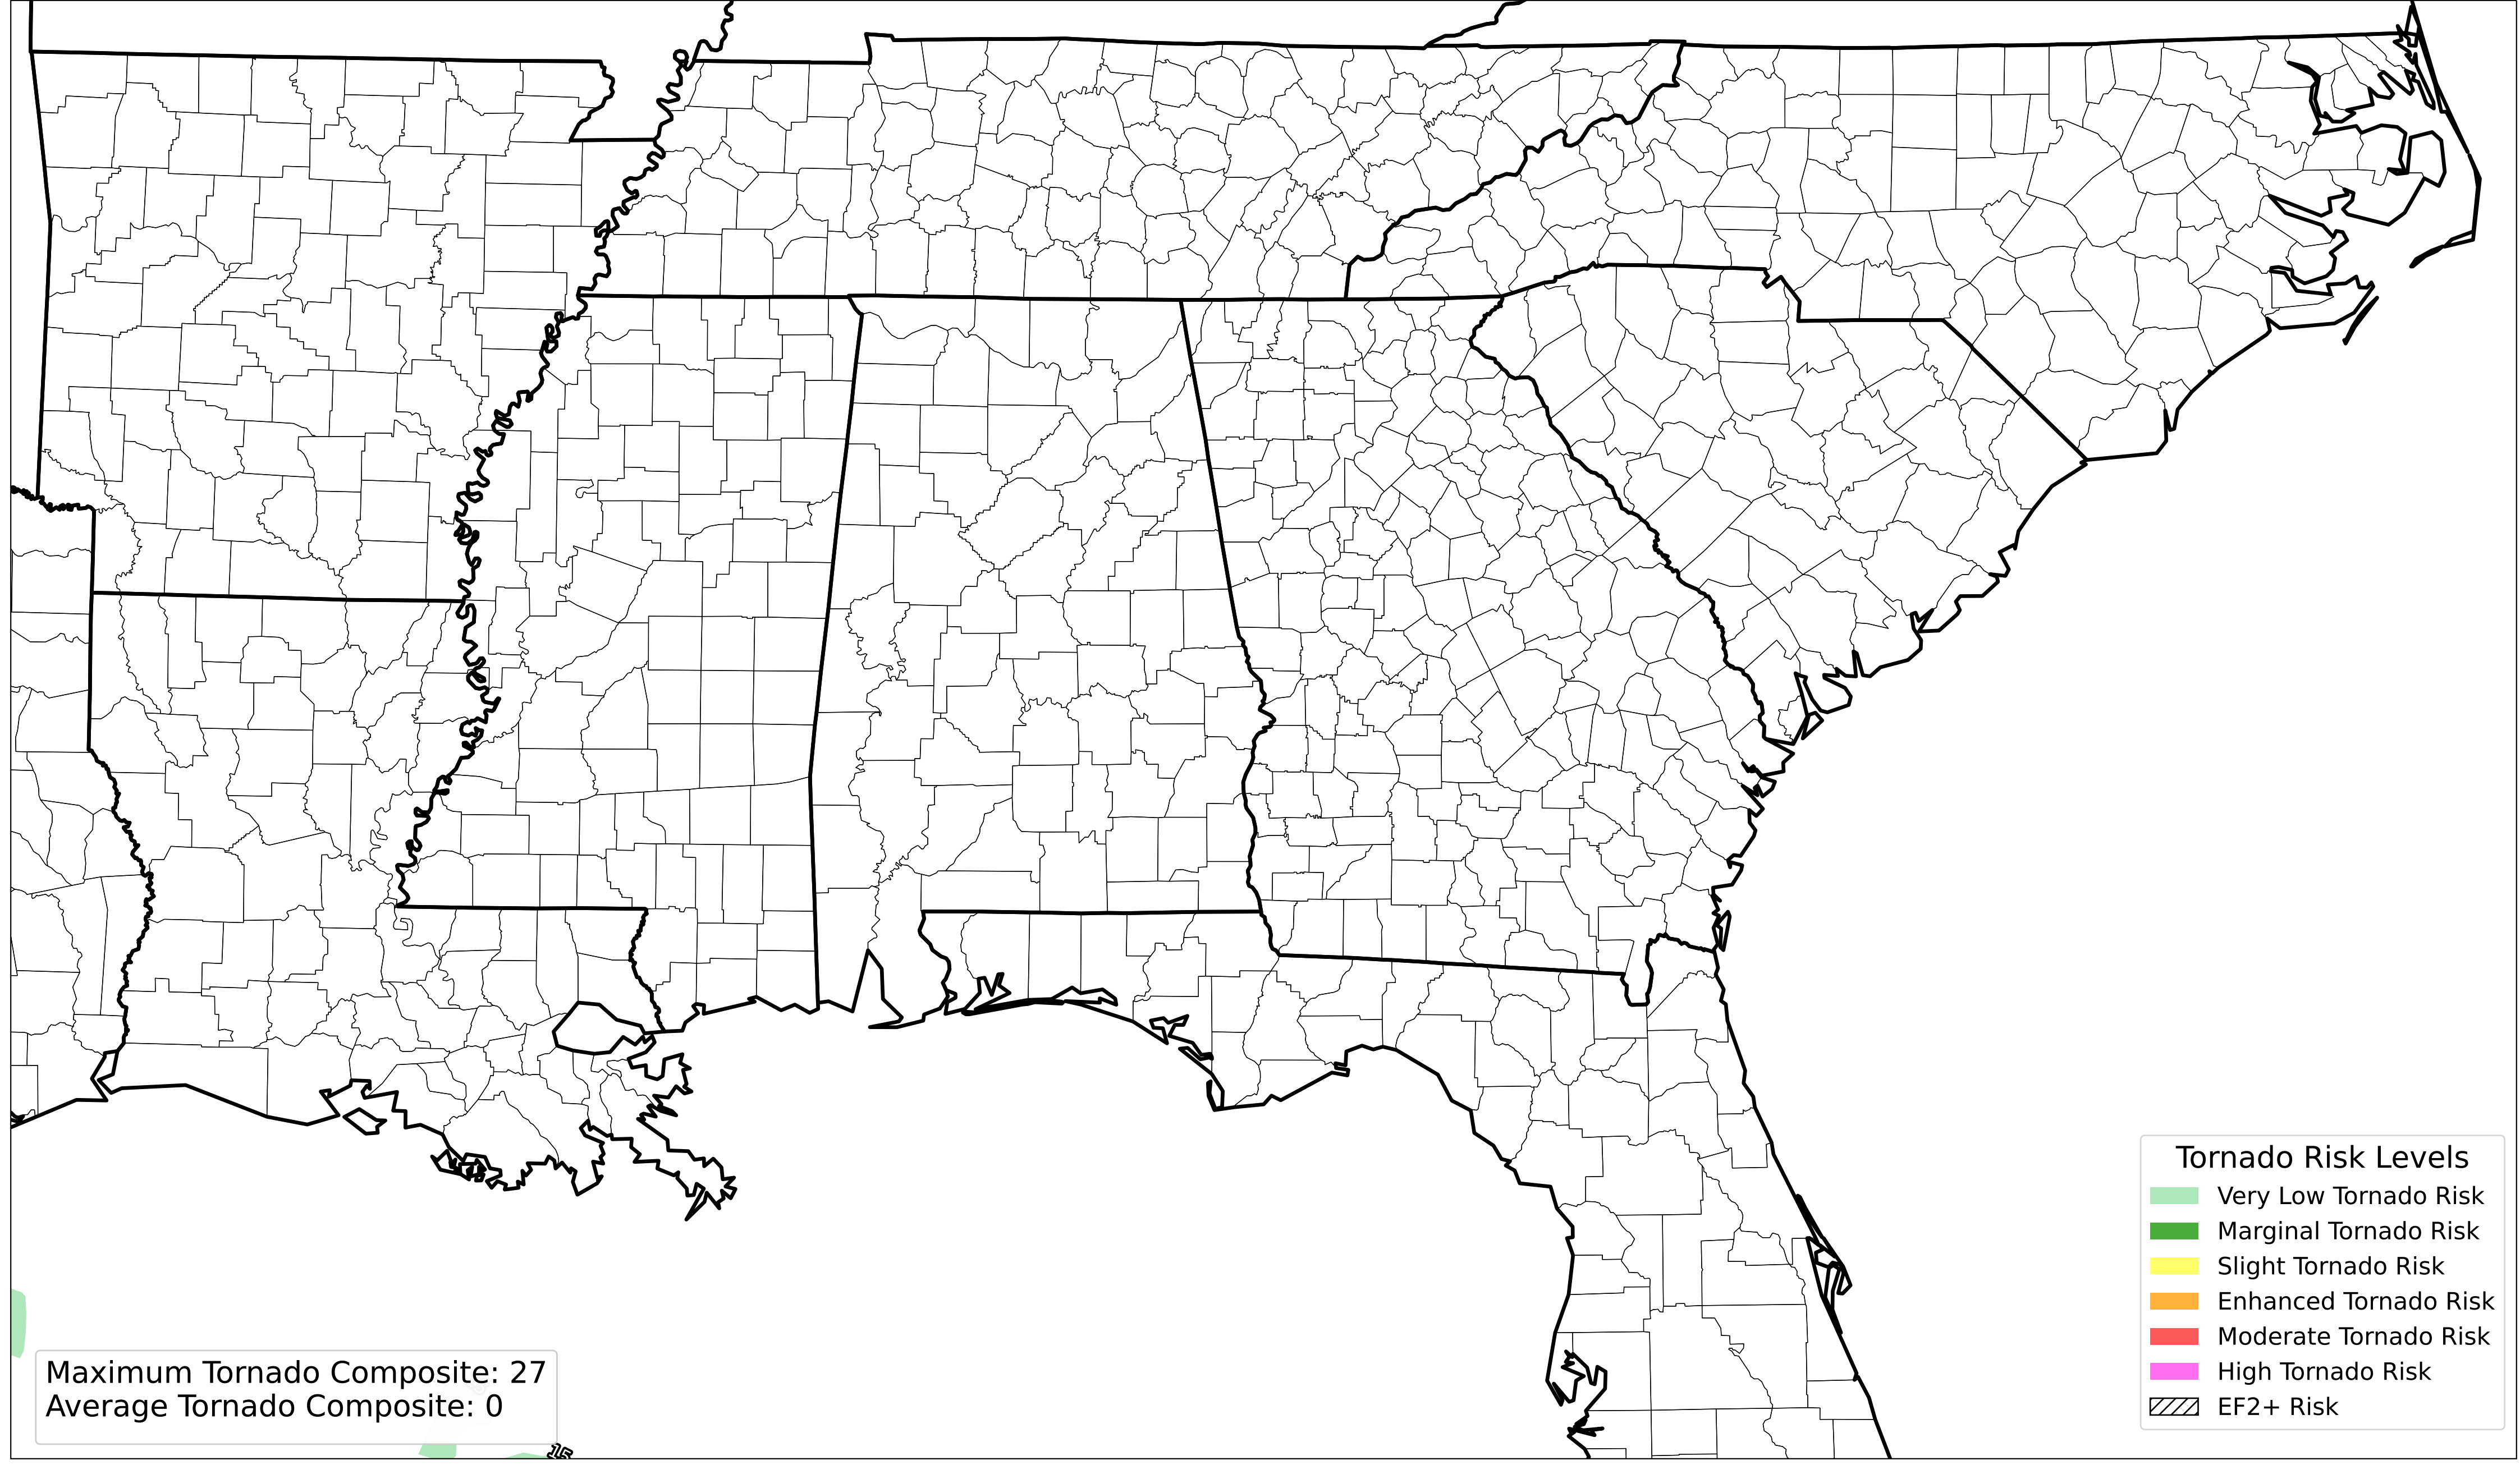 Tornado Risk Levels
Very Low Tornado Risk
Marginal Tornado Risk
Slight Tornado Risk
Enhanced Tornado Risk
Moderate Tornado Risk
High Tornado Risk
EF2+ Risk
Maximum Tornado Composite: 27
Average Tornado Composite: 0
15